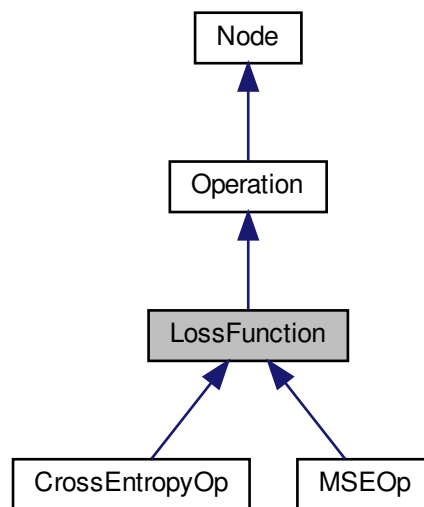 Node
Operation
LossFunction
CrossEntropyOp
MSEOp